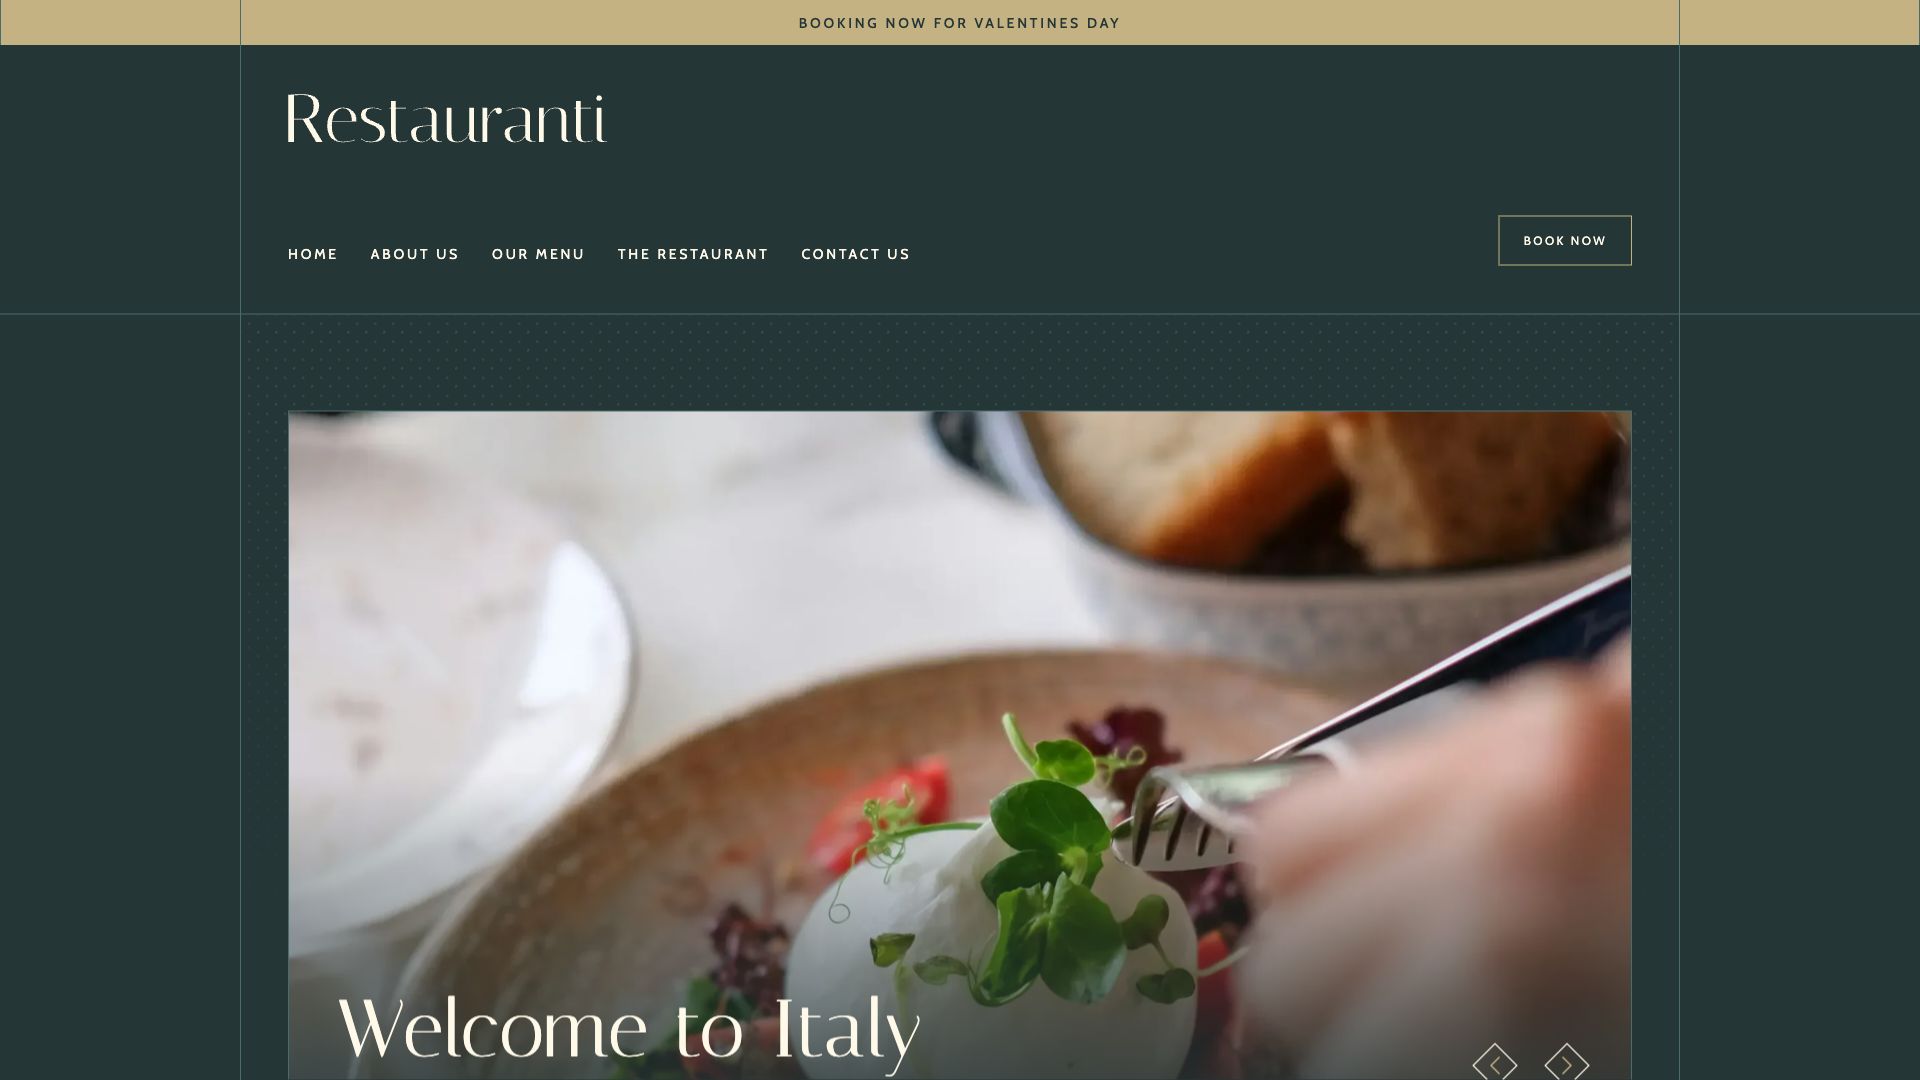 BOOKING NOW FOR VALENTINES DAY
Restauranti
HOME ABOUT US OUR MENU THE RESTAURANT CONTACT US
BOOK NOW
Welcome to Italy